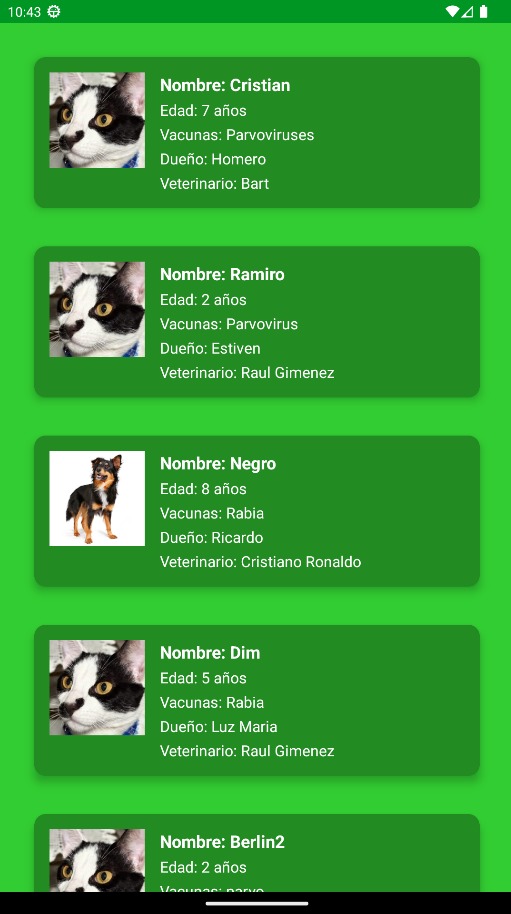 10:43
Nombre: Cristian
Edad: 7 años
Vacunas: Parvoviruses
Dueño: Homero
Veterinario: Bart
Nombre: Ramiro
Edad: 2 años
Vacunas: Parvovirus
Dueño: Estiven
Veterinario: Raul Gimenez
Nombre: Negro
Edad: 8 años
Vacunas: Rabia
Dueño: Ricardo
Veterinario: Cristiano Ronaldo
Nombre: Dim
Edad: 5 años
Vacunas: Rabia
Dueño: Luz Maria
Veterinario: Raul Gimenez
Nombre: Berlin2
Edad: 2 años
Vacunas: parvo